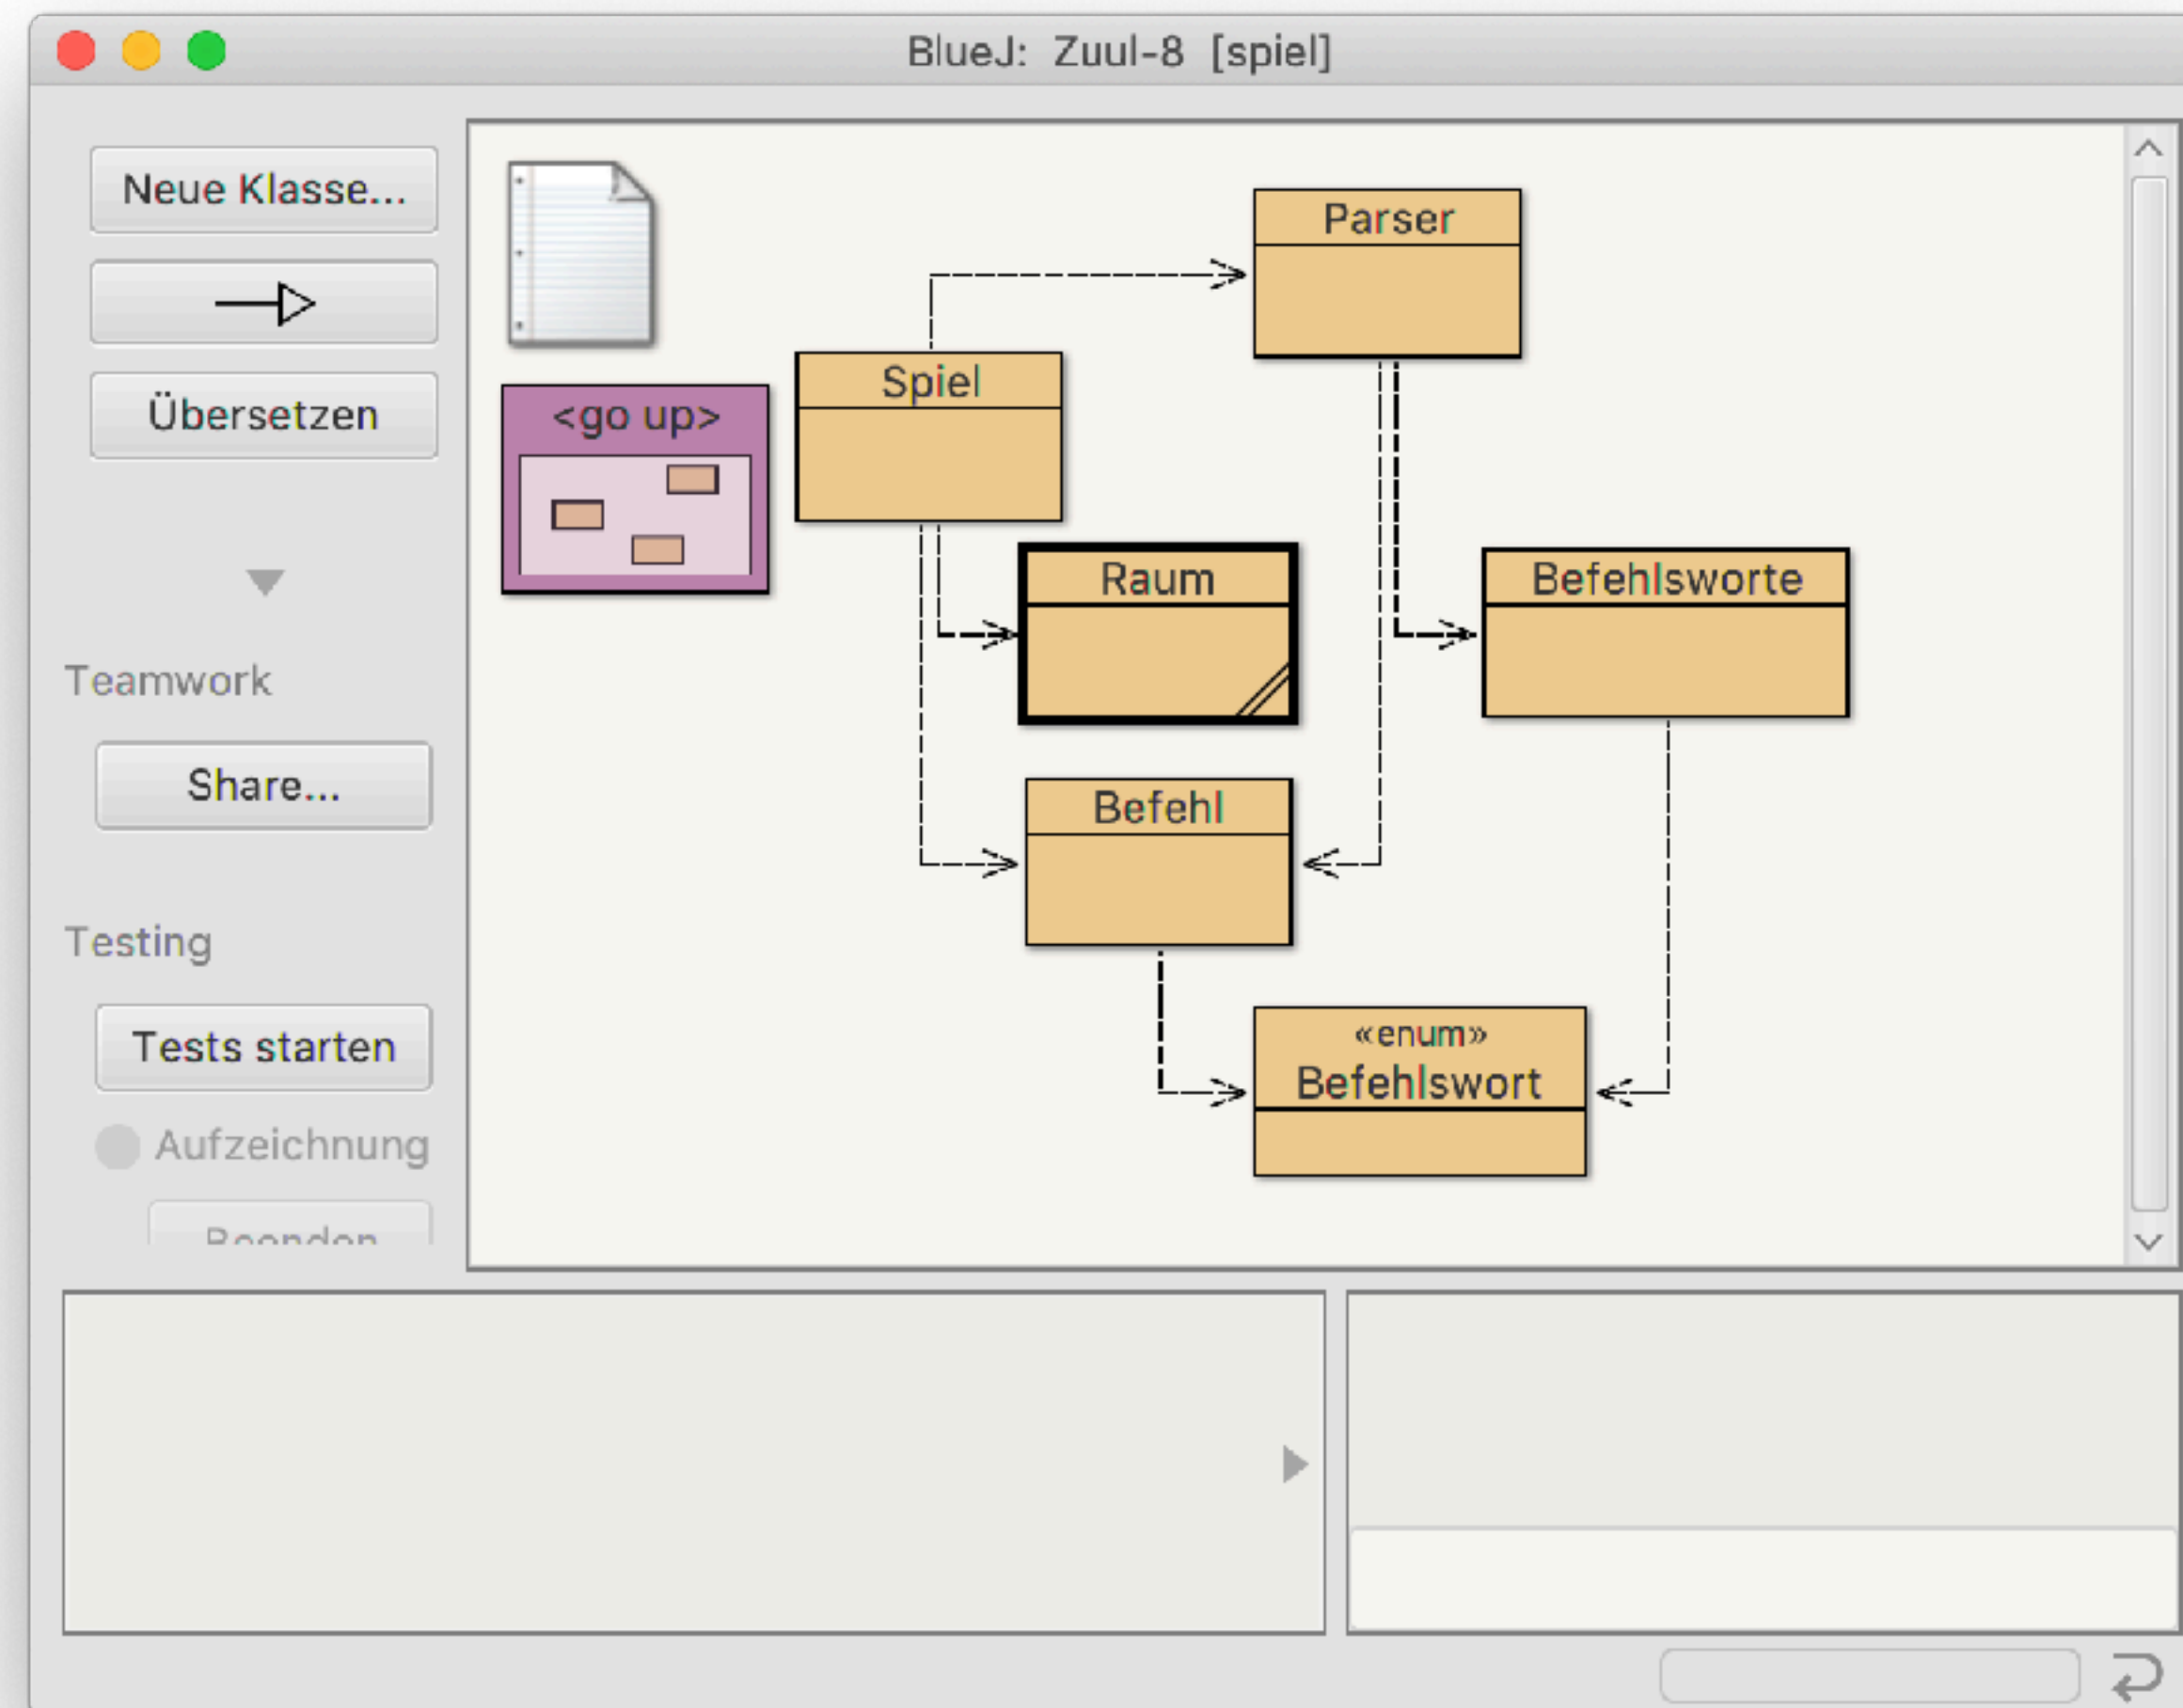 BlueJ: Zuul-8 [spiel]
Neue Klasse...
Übersetzen
Teamwork
Share...
Testing
Tests starten
Aufzeichnung
Beenden
<go up>
Spiel
Parser
Raum
Befehlsworte
Befehl
«enum»
Befehlswort